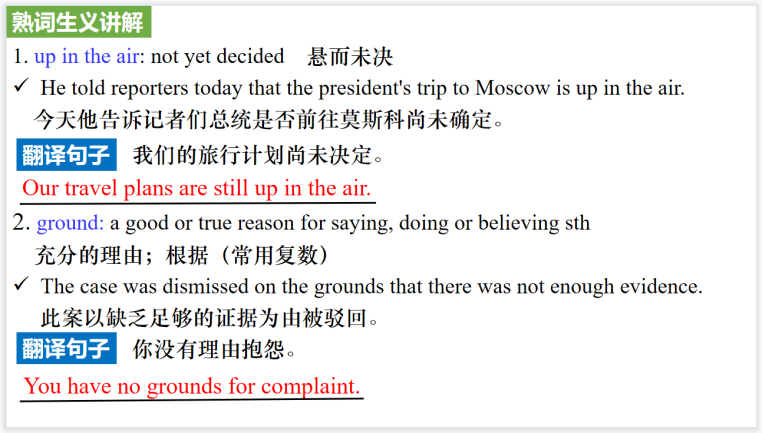 熟词生义讲解
1. up in the air: not yet decided 悬而未决
✓ He told reporters today that the president's trip to Moscow is up in the air.
今天他告诉记者们总统是否前往莫斯科尚未确定。
翻译句子 我们的旅行计划尚未决定。
Our travel plans are still up in the air.
2. ground: a good or true reason for saying, doing or believing sth
充分的理由；根据（常用复数）
✓ The case was dismissed on the grounds that there was not enough evidence.
此案以缺乏足够的证据为由被驳回。
翻译句子 你没有理由抱怨。
You have no grounds for complaint.